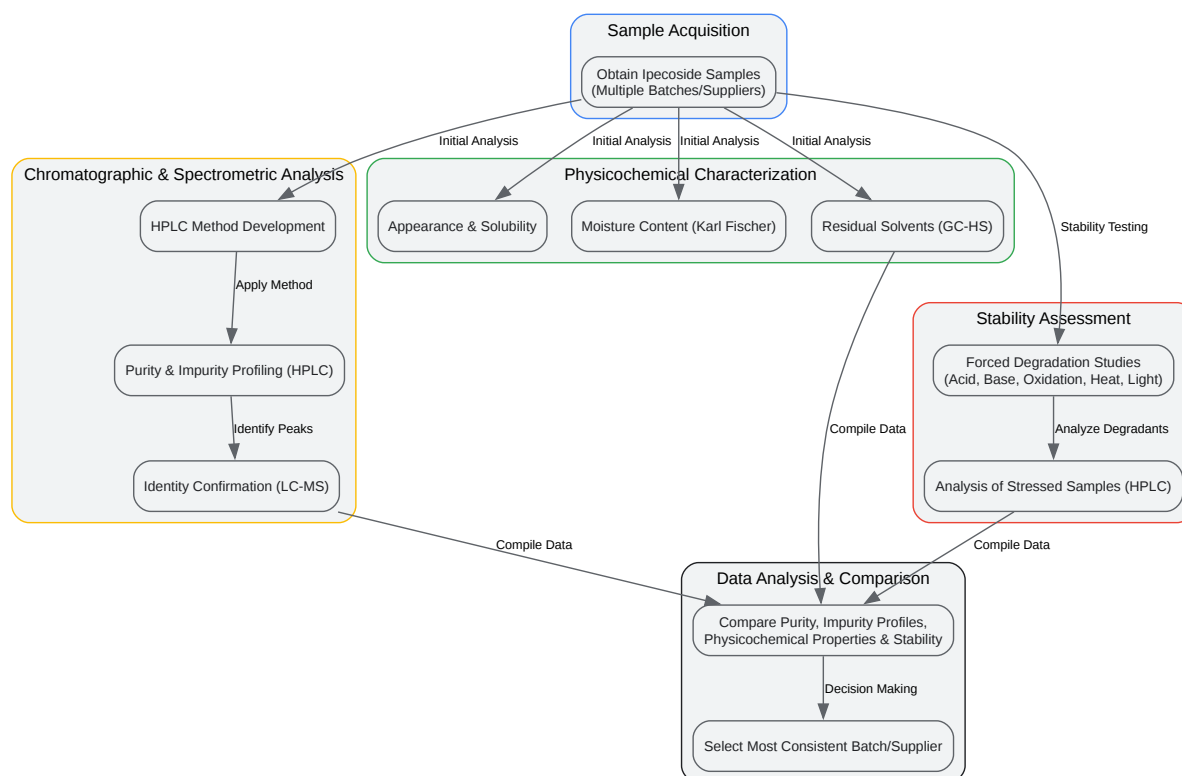 Sample Acquisition
Obtain Ipecoside Samples
(Multiple Batches/Suppliers)
Initial Analysis
Initial Analysis
Initial Analysis
Initial Analysis
Chromatographic & Spectrometric Analysis
Physicochemical Characterization
HPLC Method Development
Appearance & Solubility
Moisture Content (Karl Fischer)
Residual Solvents (GC-HS)
Stability Testing
Apply Method
Stability Assessment
Purity & Impurity Profiling (HPLC)
Forced Degradation Studies
(Acid, Base, Oxidation, Heat, Light)
Identify Peaks
Compile Data
Analyze Degradants
Identity Confirmation (LC-MS)
Analysis of Stressed Samples (HPLC)
Compile Data
Compile Data
Data Analysis & Comparison
Compare Purity, Impurity Profiles,
Physicochemical Properties & Stability
Decision Making
Select Most Consistent Batch/Supplier